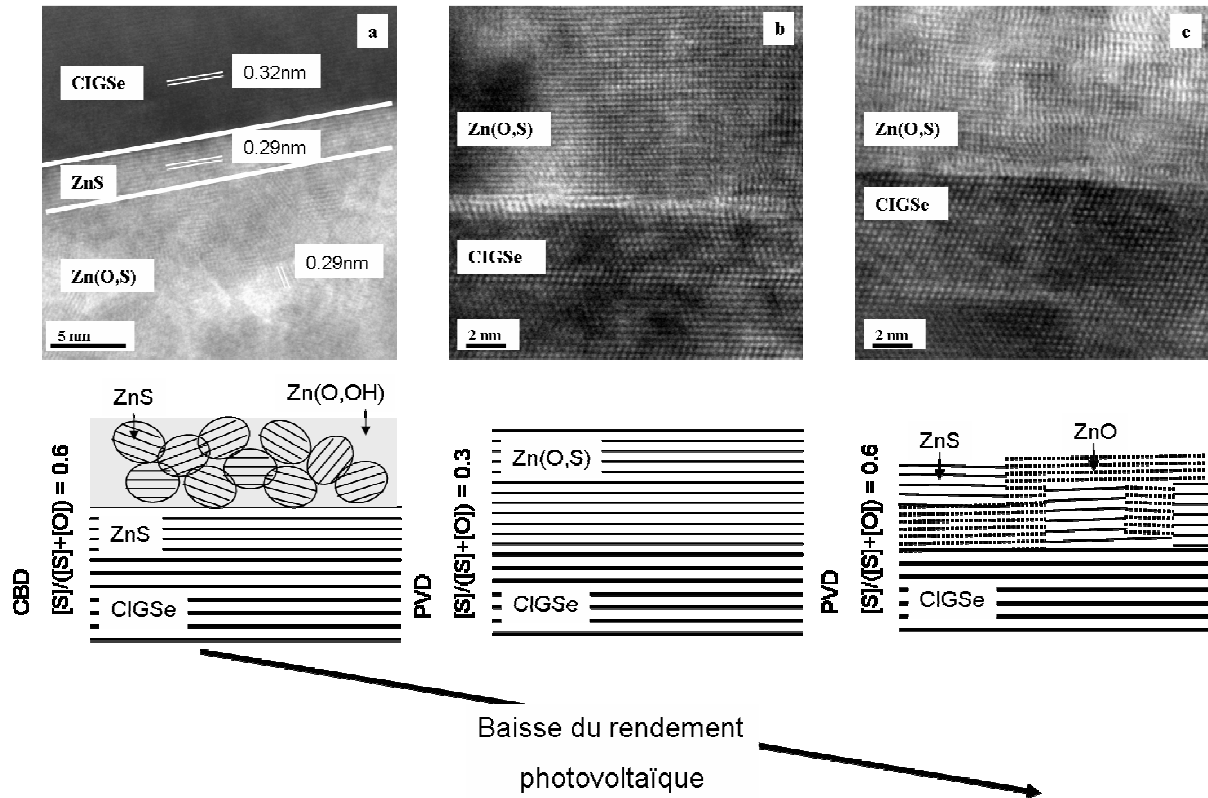 a
CIGSe
0.32nm
0.29nm
ZnS
Zn(O,S)
0.29nm
5 nm
b
Zn(O,S)
CIGSe
2 nm
c
Zn(O,S)
CIGSe
2 nm
CBD
[S]/([S]+[O]) = 0.6
ZnS
Zn(O,OH)
ZnS
CIGSe
PVD
[S]/([S]+[O]) = 0.3
Zn(O,S)
CIGSe
PVD
[S]/([S]+[O]) = 0.6
ZnS
ZnO
CIGSe
Baisse du rendement
photovoltaïque